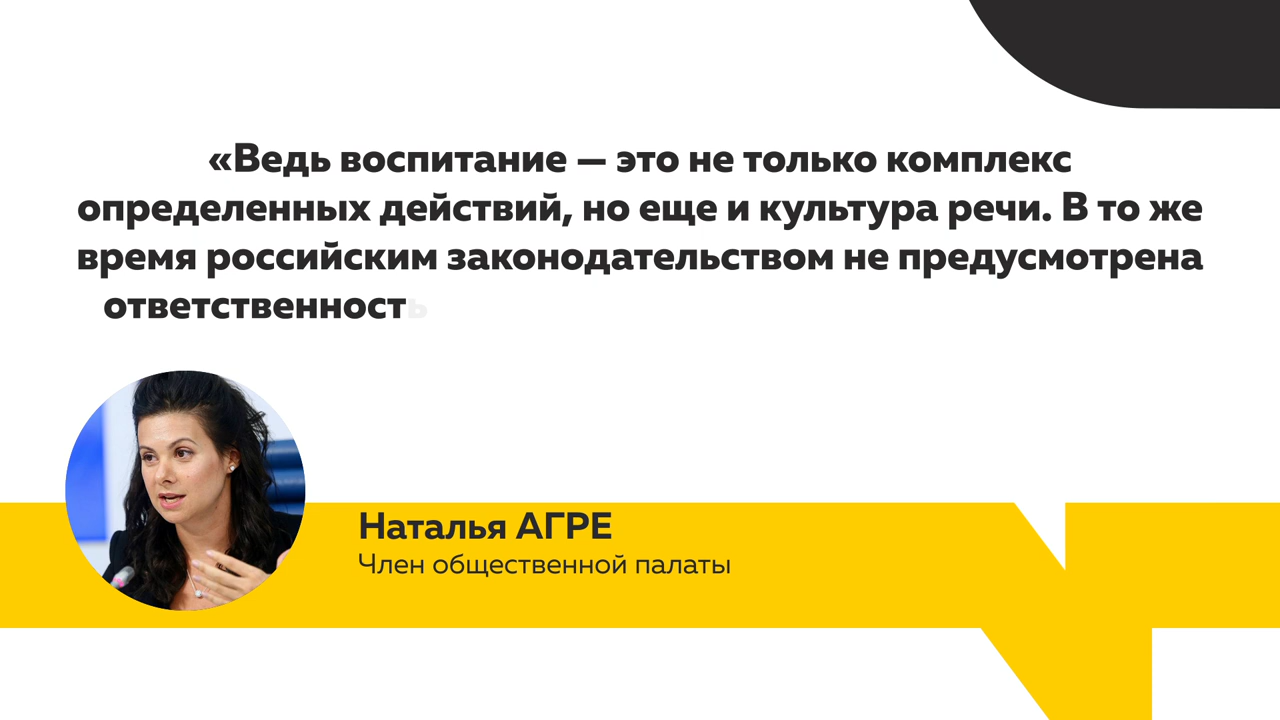 «Ведь воспитание — это не только комплекс
определенных действий, но еще и культура речи. В то же
время российским законодательством не предусмотрена
ответственность
Наталья АГРЕ
Член общественной палаты